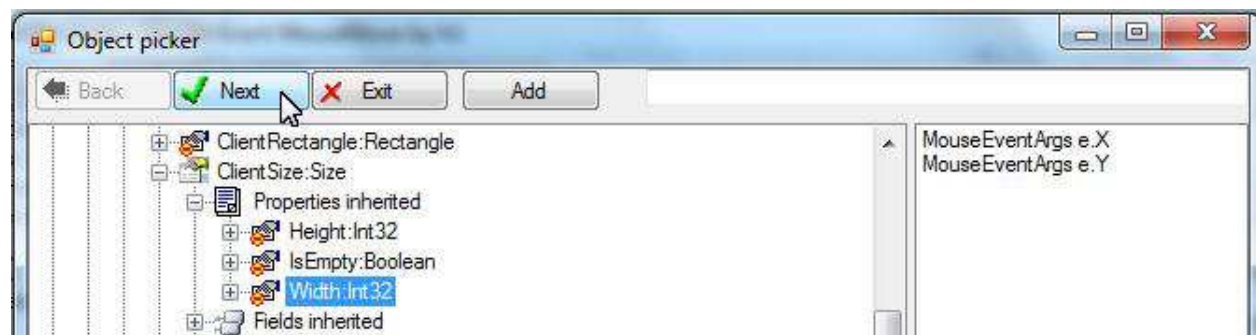 Object picker
Back Next Exit Add
ClientRectangle:Rectangle
ClientSize:Size
Properties inherited
Height:Int32
IsEmpty:Boolean
Width:Int32
Fields inherited
MouseEventArgs e.X
MouseEventArgs e.Y